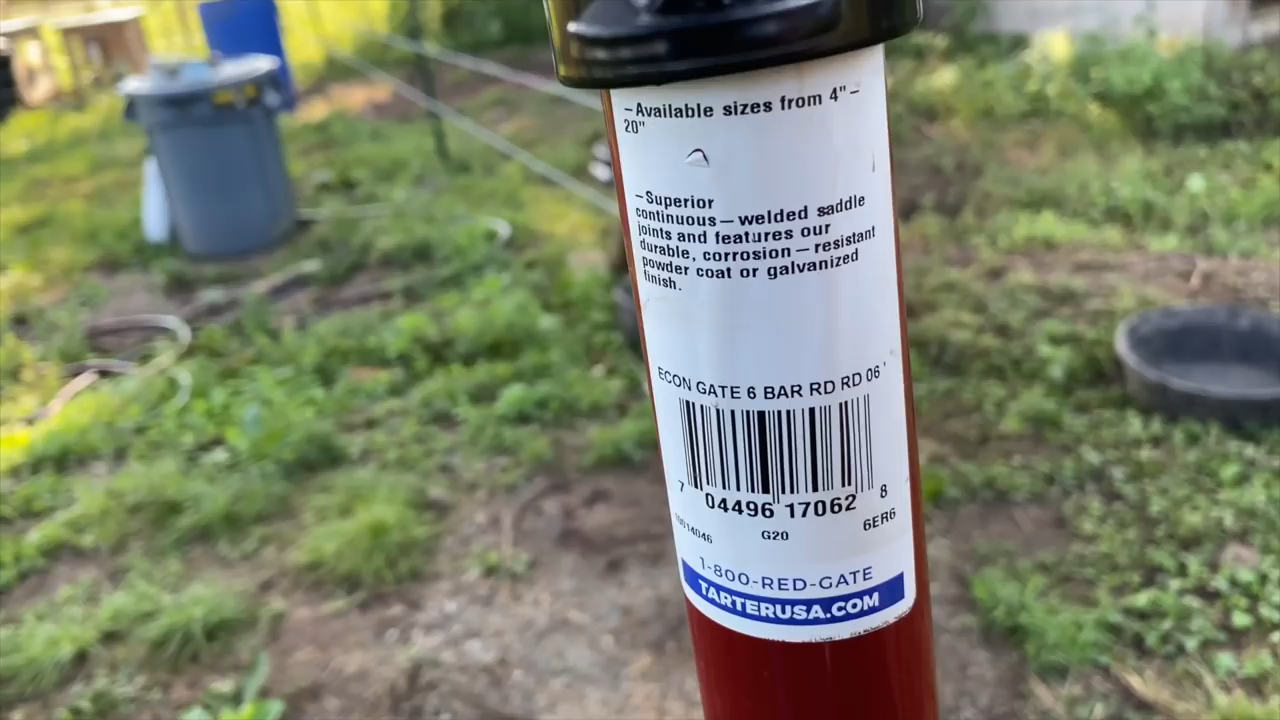 -Available sizes from 4"-
20"
-Superior
continuous-welded saddle
joints and features our
durable, corrosion-resistant
powder coat or galvanized
finish.
ECON GATE 6 BAR RD RD 06'
7 04496 17062 8
G20 6ER6
1-800-RED-GATE
TARTERUSA.COM